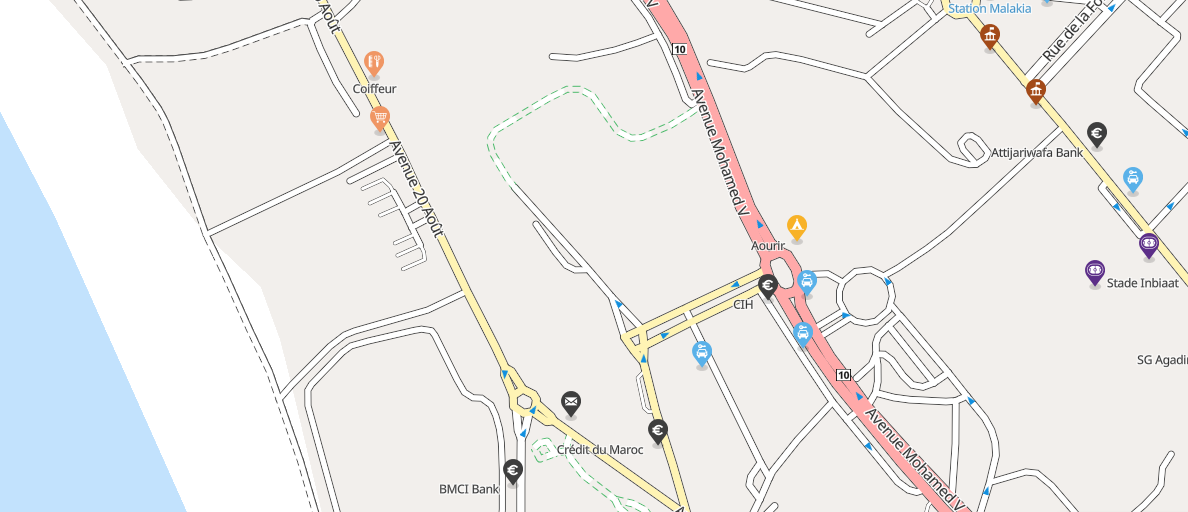 Août
V
Station Malakia
10
Rue de la Fo
Coiffeur
Avenue Mohamed V
Avenue 20 Août
Attijariwafa Bank
Aourir
Stade Inbiaat
CIH
SG Agadir
10
Avenue Mohamed V
Crédit du Maroc
BMCI Bank